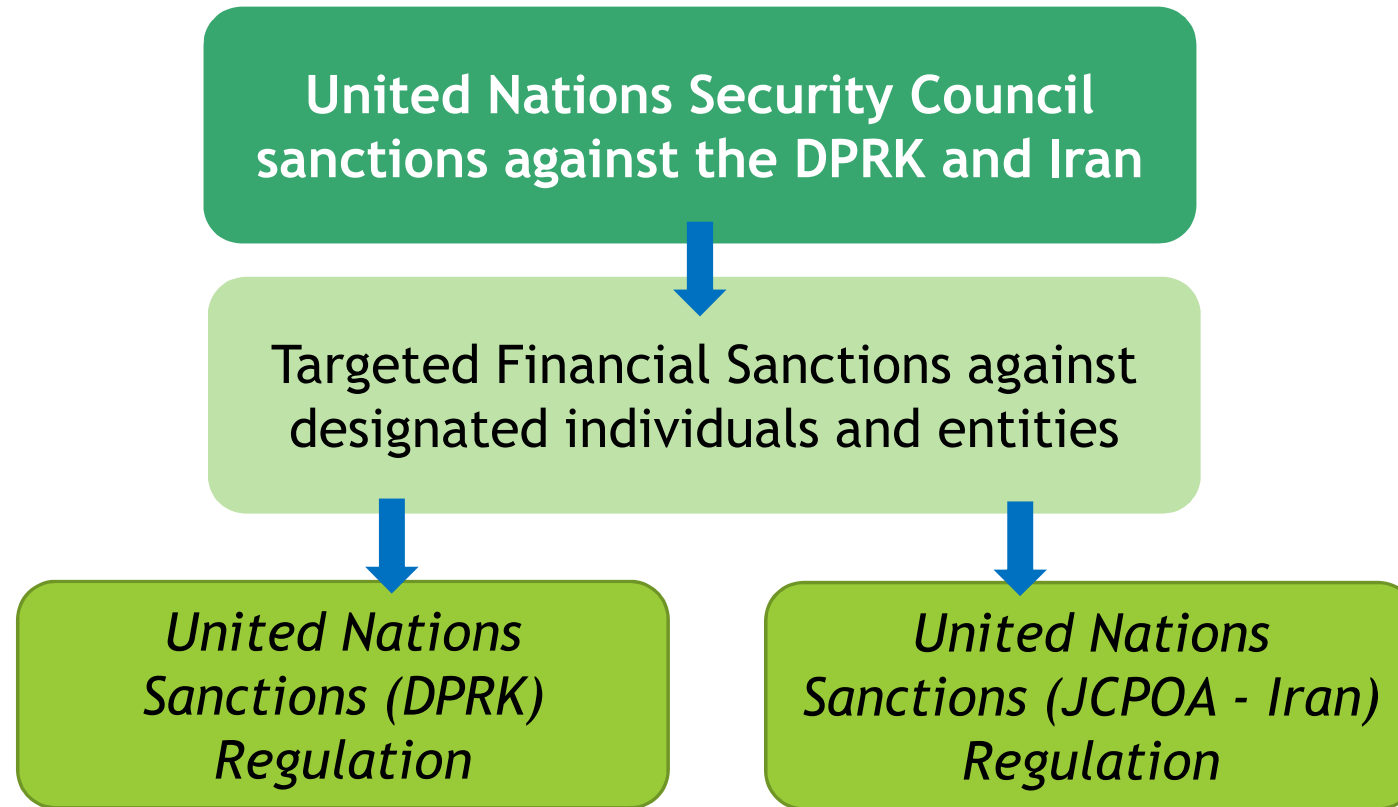 United Nations Security Council
sanctions against the DPRK and Iran
Targeted Financial Sanctions against
designated individuals and entities
United Nations
Sanctions (DPRK)
Regulation
United Nations
Sanctions (JCPOA - Iran)
Regulation